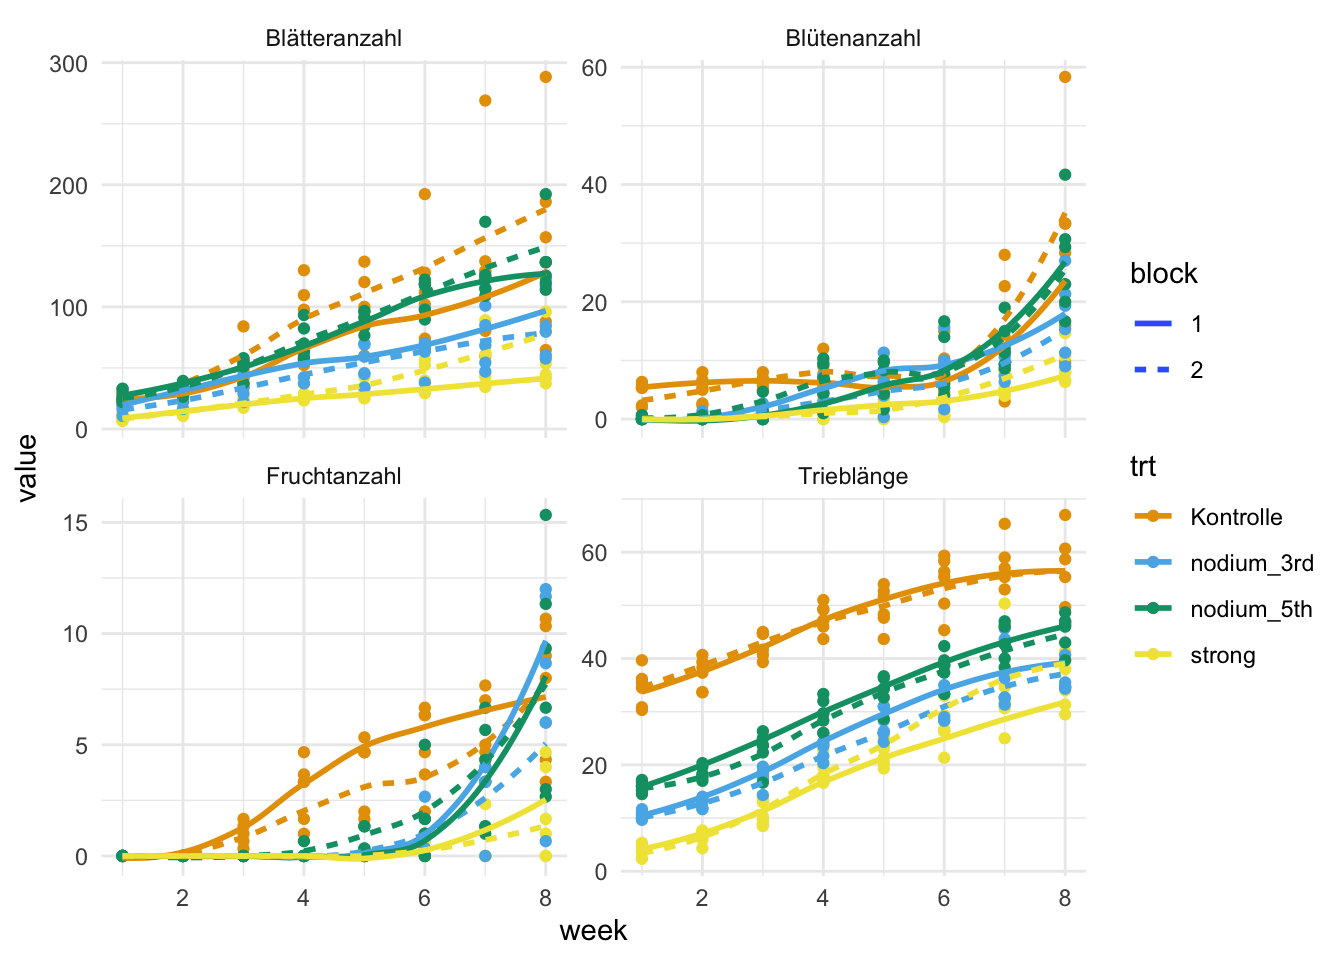 Blätteranzahl
Blütenanzahl
300
200
100
0
60
40
20
0
value
Fruchtanzahl
Trieblänge
15
10
5
0
60
40
20
0
2 4 6 8
2 4 6 8
week
block
1
2
trt
Kontrolle
nodium_3rd
nodium_5th
strong